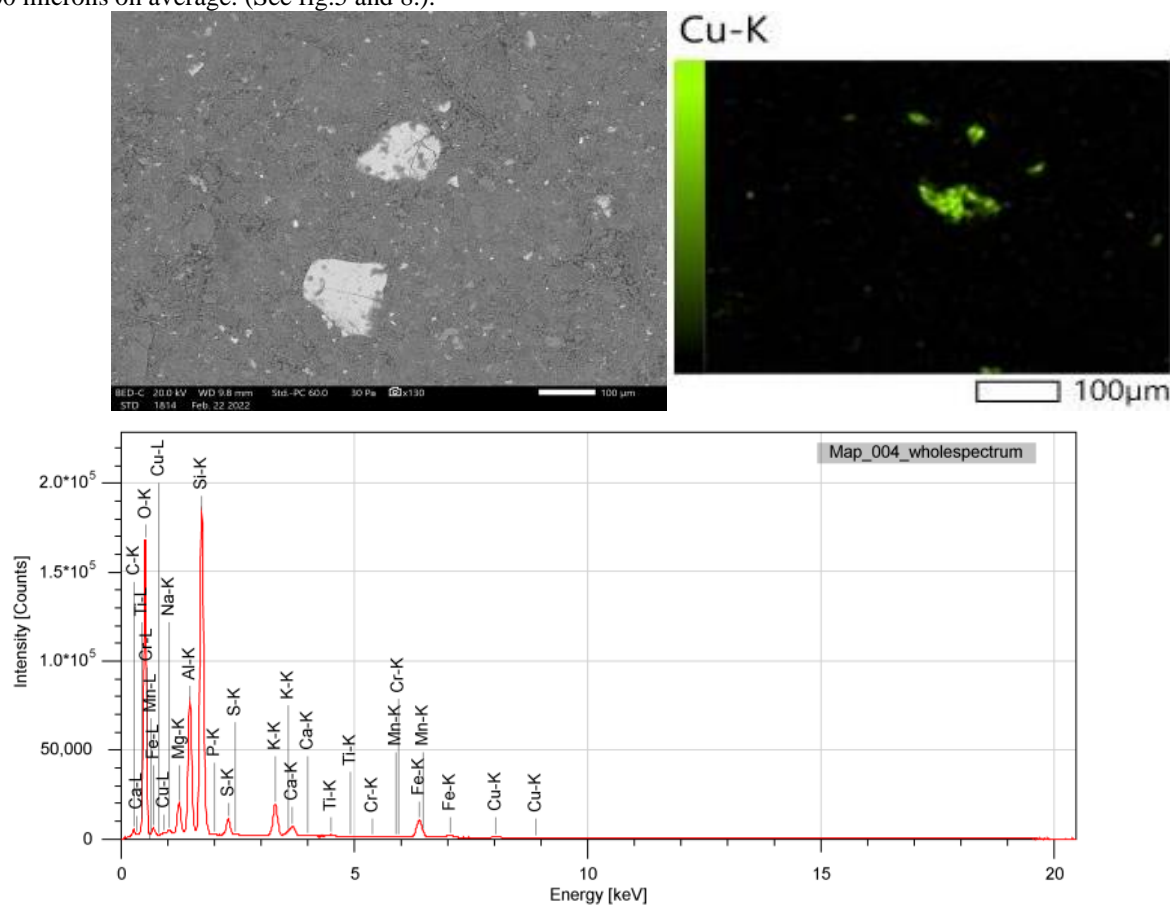 microns on average. (See fig.5 and 8.).
Cu-K
BED-C 20.0 kV WD 9.8 mm Std.-PC 60.0 30 Pa x130 100 µm
STD 1814 Feb. 22 2022
100µm
Map_004_wholespectrum
Intensity [Counts]
2.0*10⁵
1.5*10⁵
1.0*10⁵
50,000
0
Ca-L
C-K
Ti-L
O-K
Cr-L
Mn-L
Fe-L
Cu-L
Cu-L
Na-K
Mg-K
Al-K
Si-K
P-K
S-K
S-K
K-K
K-K
Ca-K
Ca-K
Ti-K
Ti-K
Cr-K
Mn-K
Cr-K
Fe-K
Mn-K
Fe-K
Cu-K
Cu-K
0 5 10 15 20
Energy [keV]